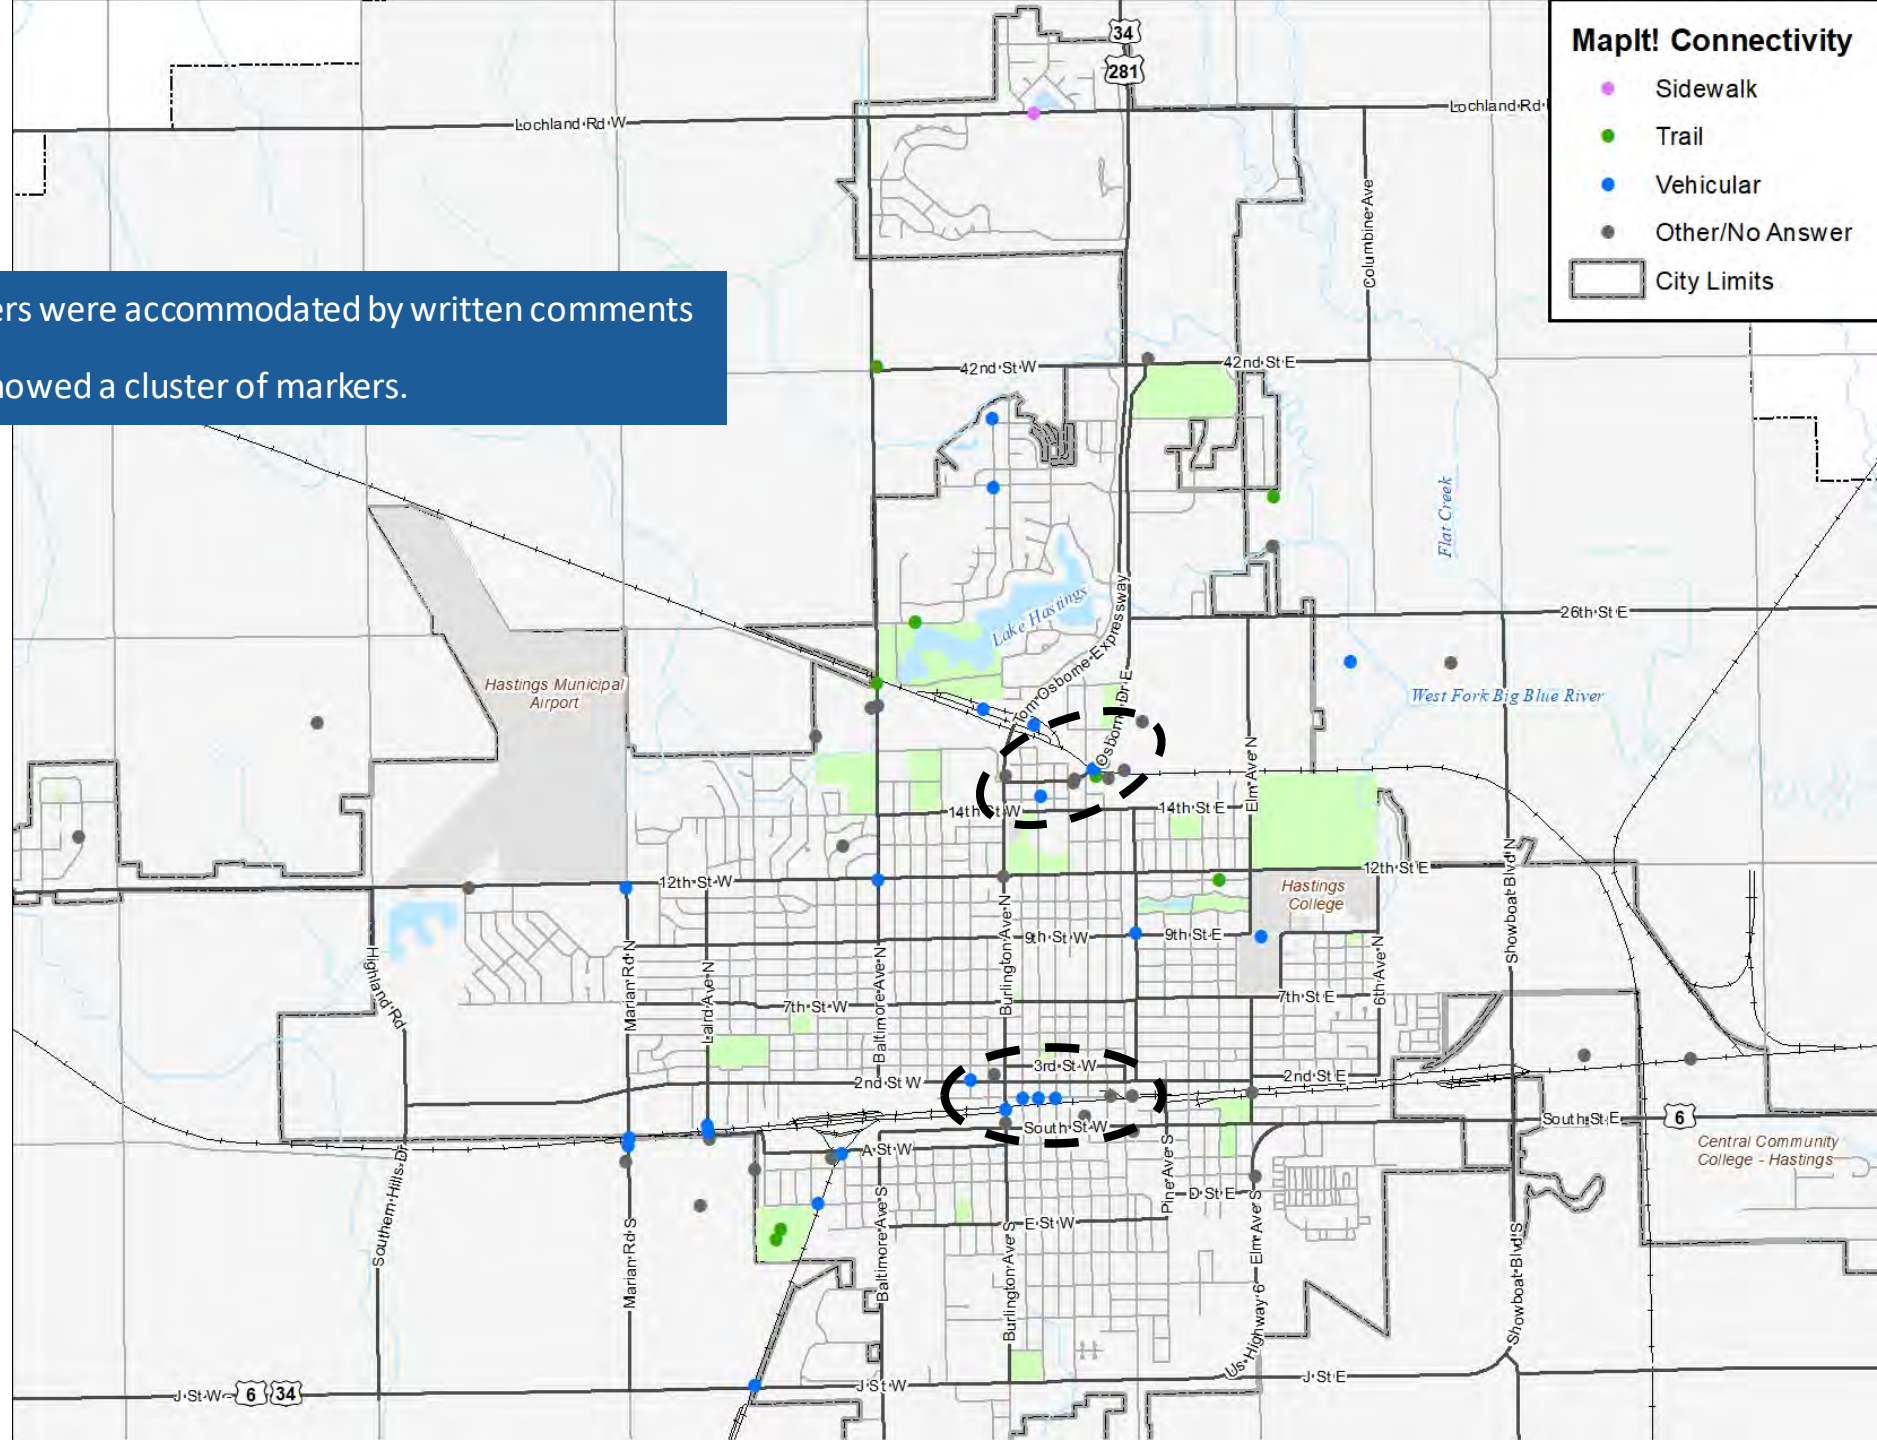 MapIt! Connectivity
Sidewalk
Trail
Vehicular
Other/No Answer
City Limits
34
281
Lochland Rd W
Lochland Rd
Columbine Ave
ers were accommodated by written comments
howed a cluster of markers.
42nd St W
42nd St E
Flat Creek
Lake Hastings
Tom Osborne Expressway
26th St E
Hastings Municipal
Airport
West Fork Big Blue River
Osborne Dr E
Elm Ave N
14th St W
14th St E
12th St W
12th St E
Hastings
College
Showboat Blvd N
Highland Rd
Marian Rd N
Laird Ave N
Baltimore Ave N
Burlington Ave N
9th St W
9th St E
6th Ave N
7th St W
7th St E
3rd St W
2nd St W
2nd St E
South St W
South St E
6
A St W
Central Community
College - Hastings
Southern Hills Dr
Marian Rd S
Baltimore Ave S
Burlington Ave S
Pine Ave S
D St E
E St W
Elm Ave S
Us Highway 6
Showboat Blvd S
J St W
6
34
J St W
J St E